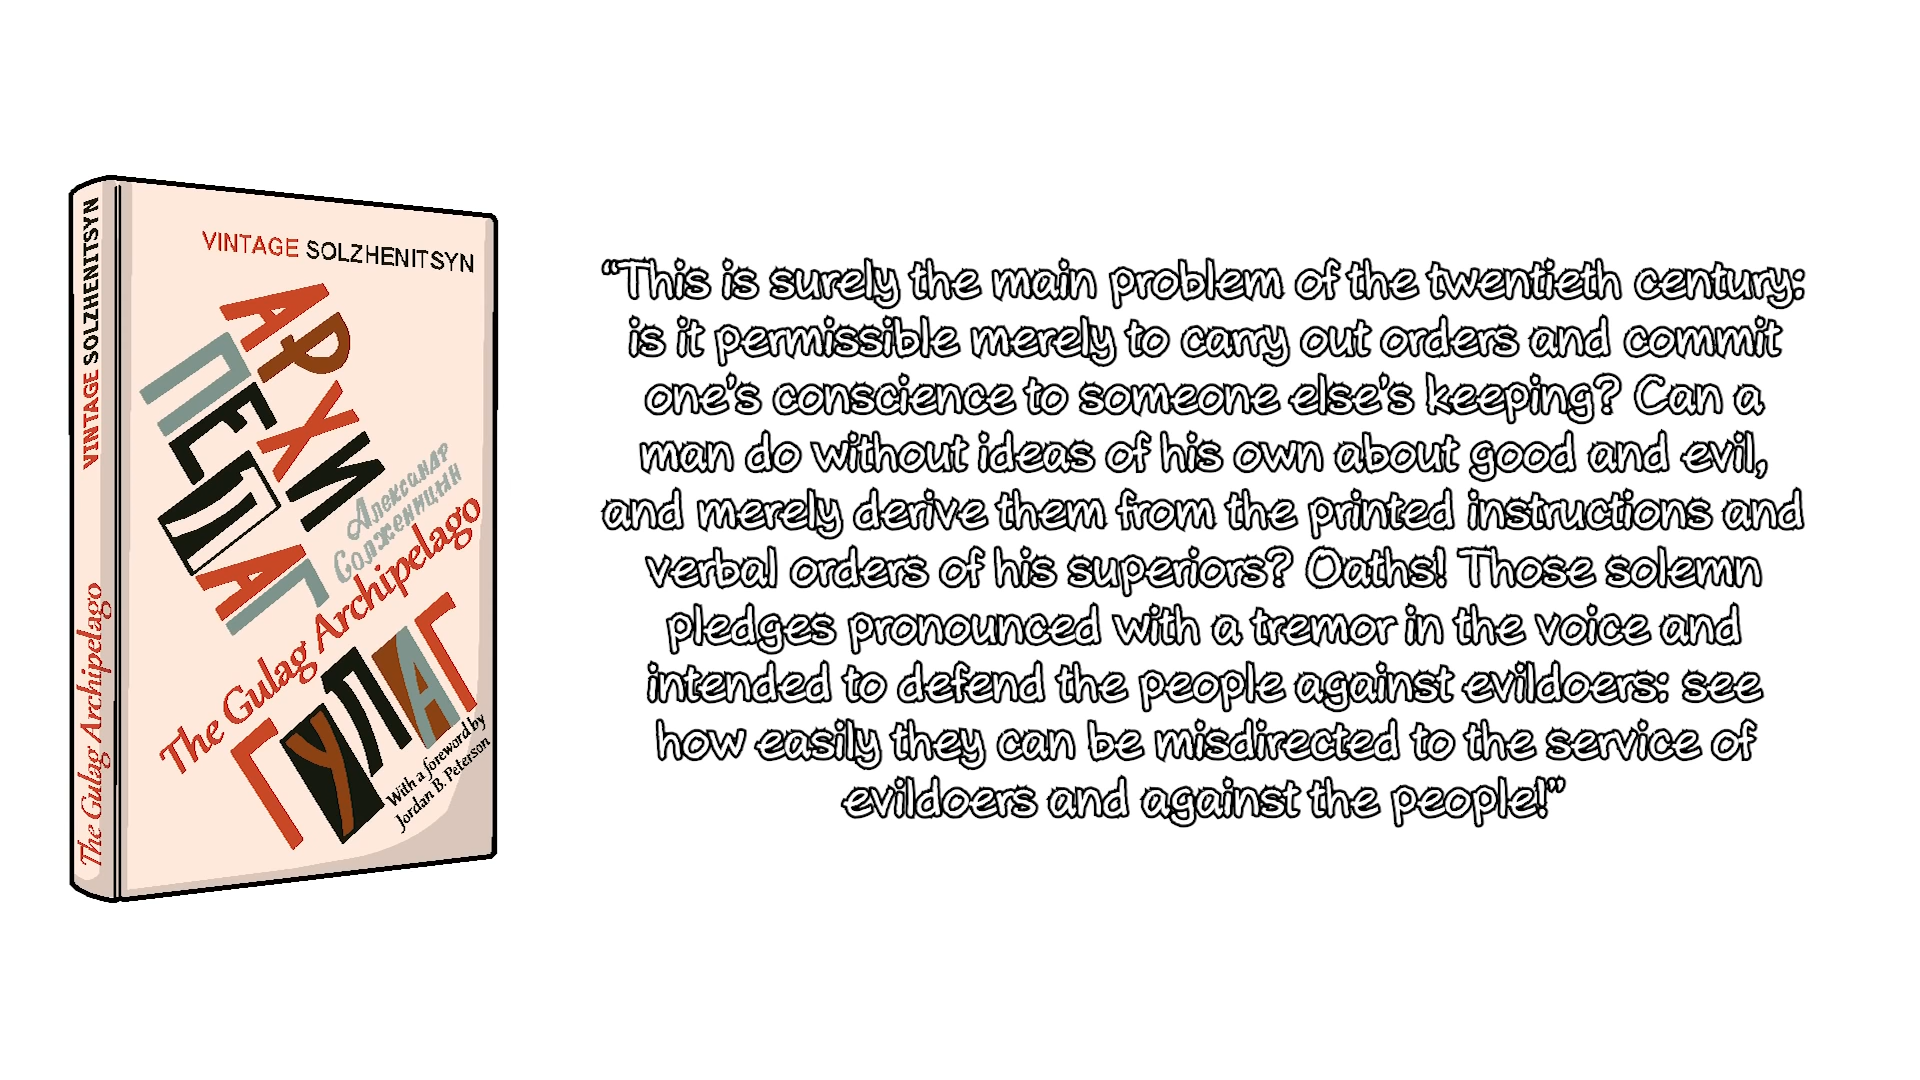 VINTAGE SOLZHENITSYN
The Gulag Archipelago
VINTAGE SOLZHENITSYN
АРХИ
ПЕЛ
АГ
Александр
Солженицын
The Gulag Archipelago
ГУЛАГ
With a foreword by
Jordan B. Peterson
“This is surely the main problem of the twentieth century:
is it permissible merely to carry out orders and commit
one’s conscience to someone else’s keeping? Can a
man do without ideas of his own about good and evil,
and merely derive them from the printed instructions and
verbal orders of his superiors? Oaths! Those solemn
pledges pronounced with a tremor in the voice and
intended to defend the people against evildoers: see
how easily they can be misdirected to the service of
evildoers and against the people!”